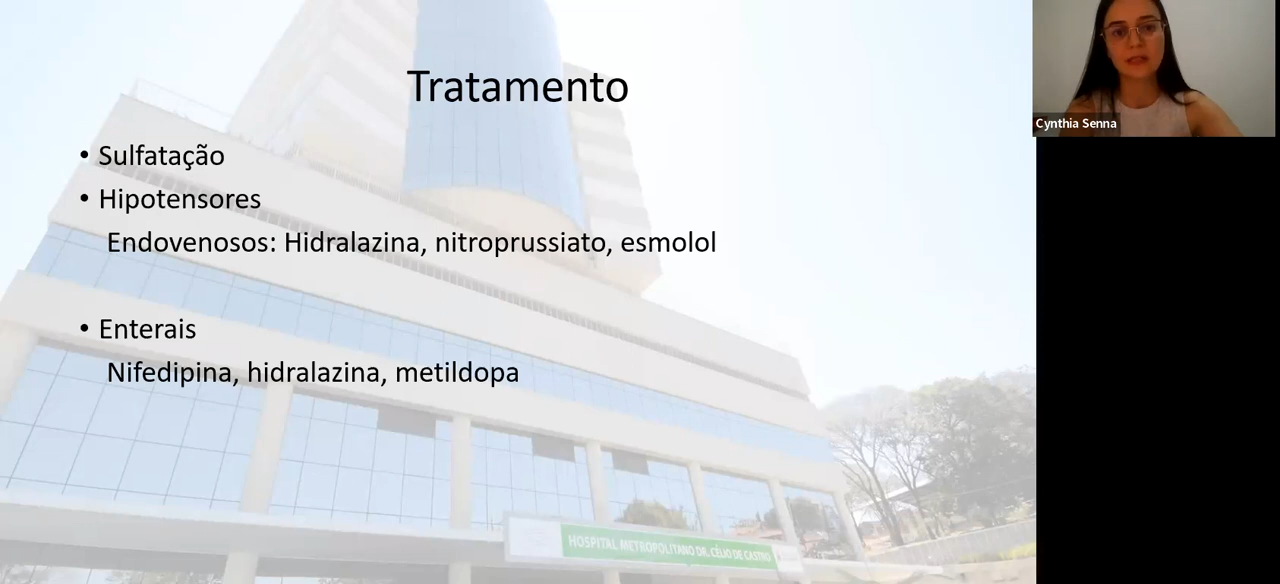 Tratamento
• Sulfatação
• Hipotensores
Endovenosos: Hidralazina, nitroprussiato, esmolol
• Enterais
Nifedipina, hidralazina, metildopa
HOSPITAL METROPOLITANO DR. CÉLIO DE CASTRO
Cynthia Senna